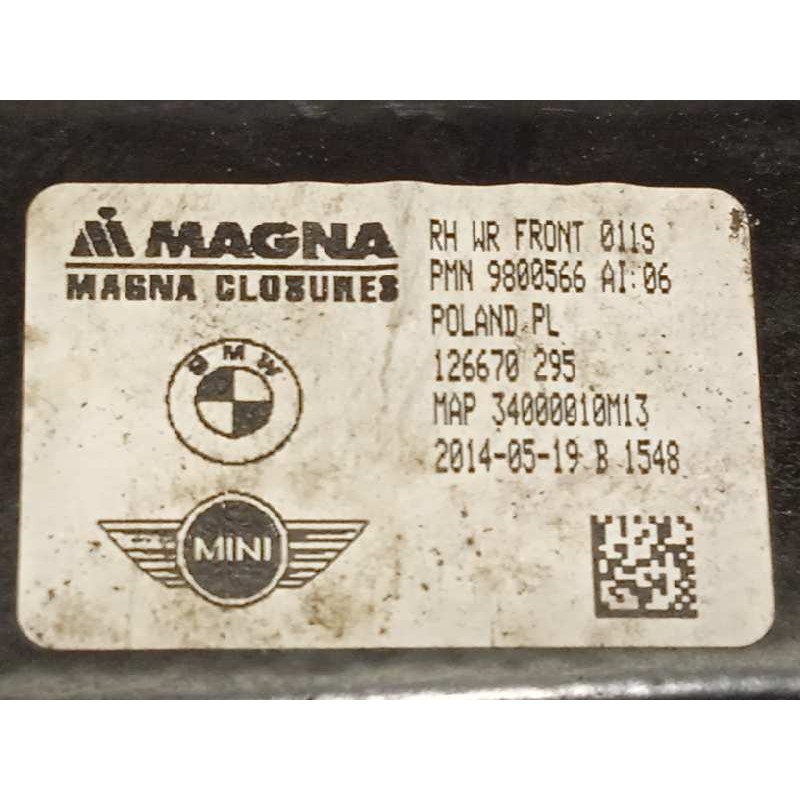 MAGNA
MAGNA CLOSURES
BMW
MINI
RH WR FRONT 011S
PMN 9800566 AI:06
POLAND PL
126670 295
MAP 34000010M13
2014-05-19 B 1548